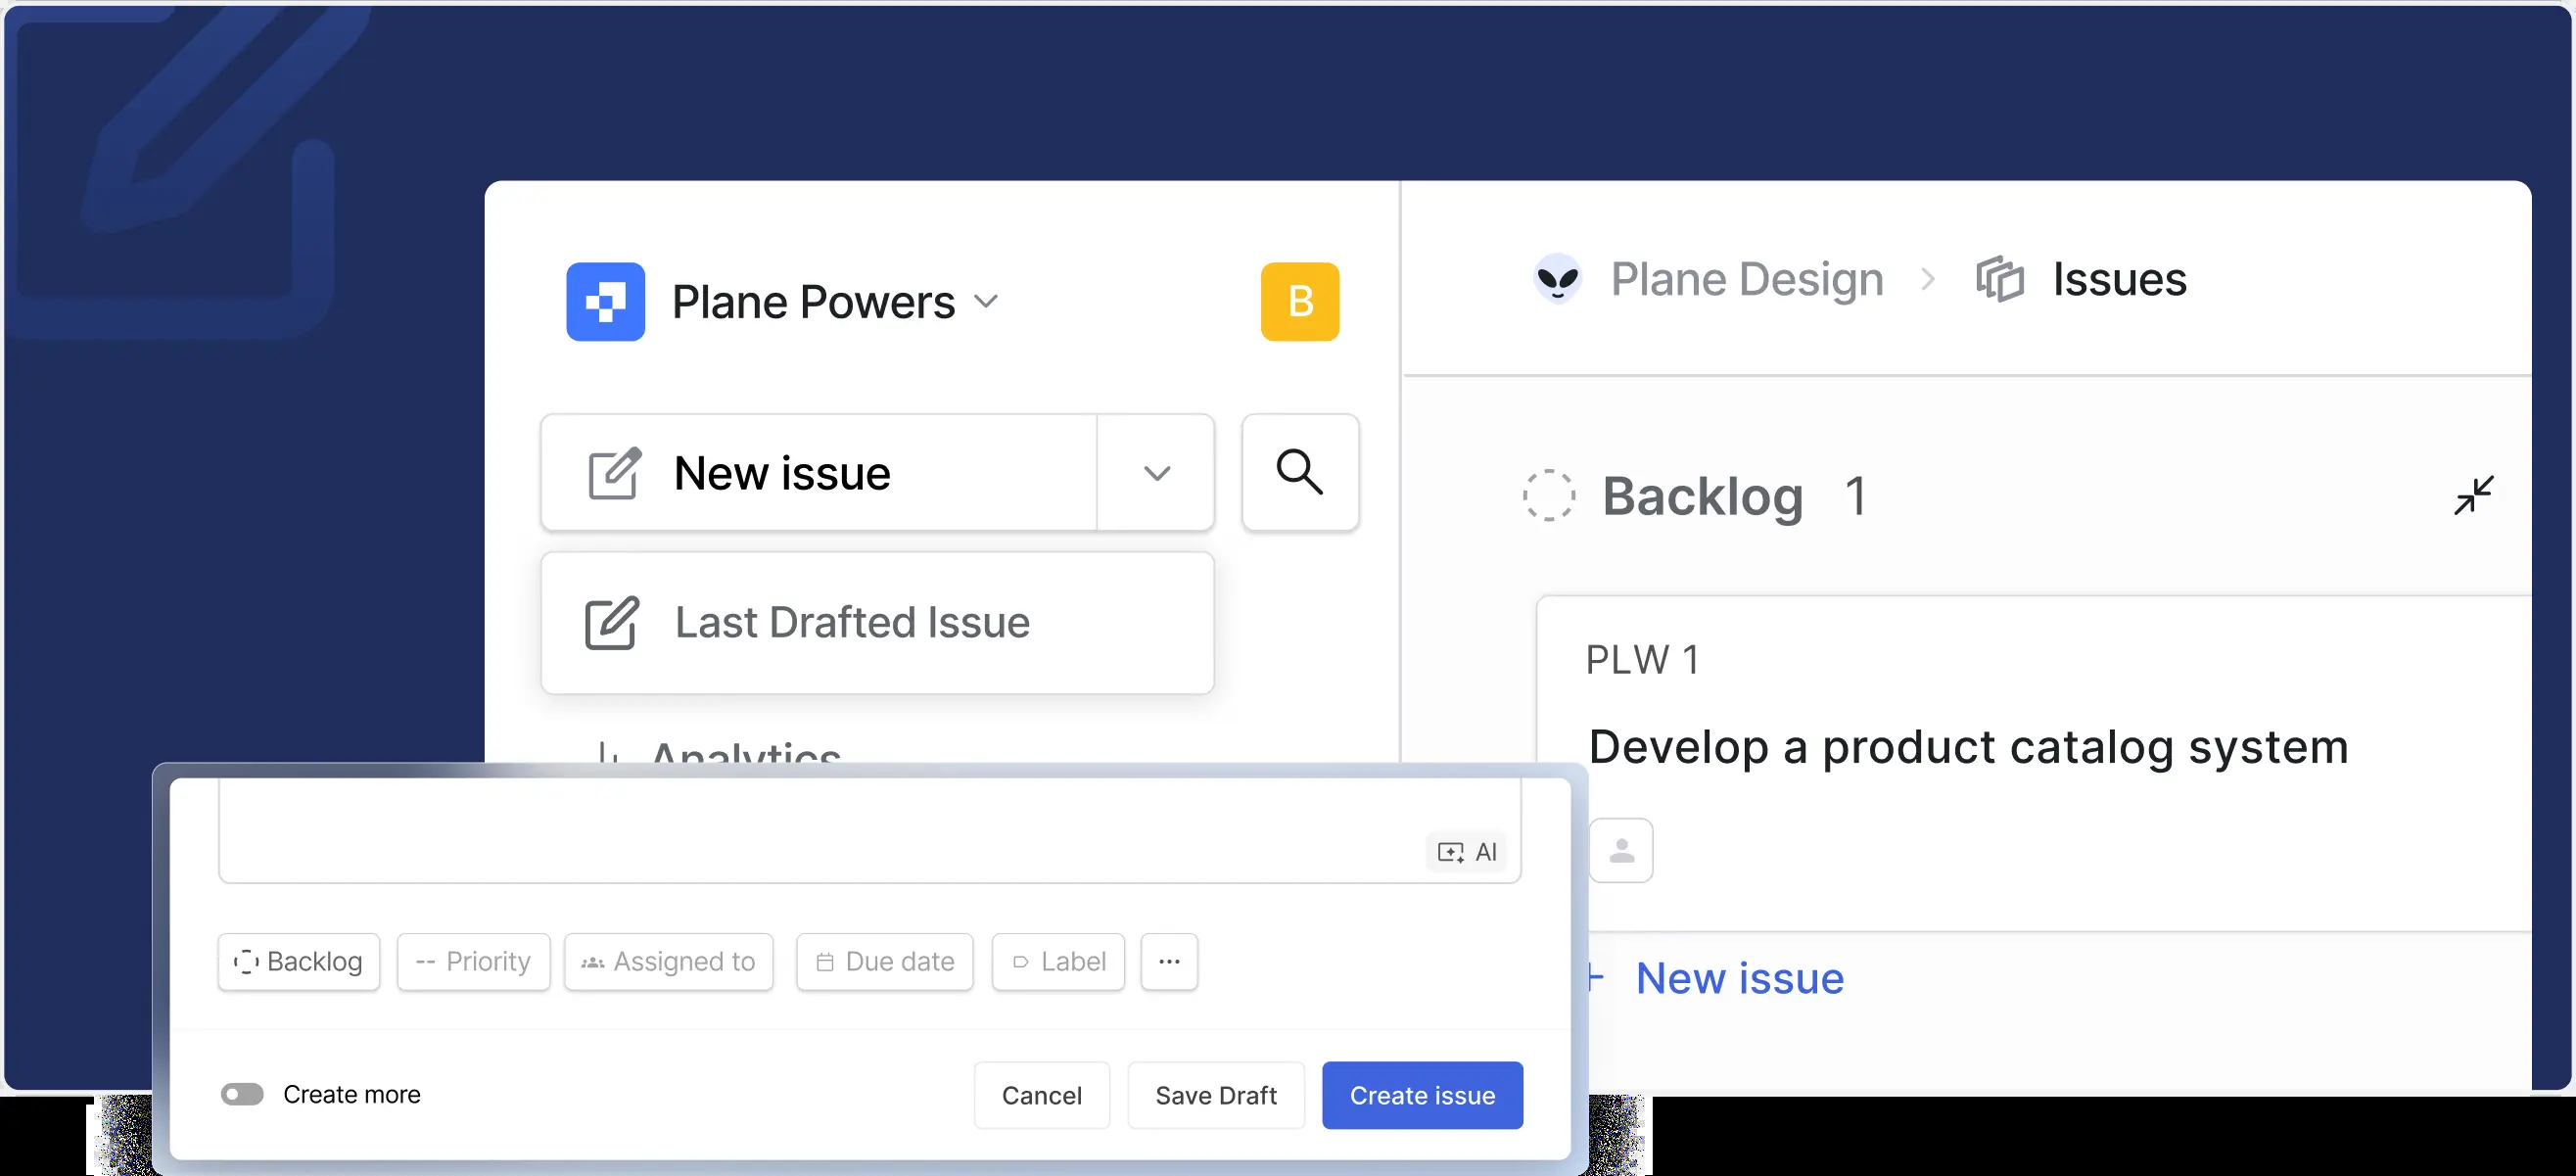 Plane Powers
B
New issue
Last Drafted Issue
Analytics
Plane Design
Issues
Backlog 1
PLW 1
Develop a product catalog system
+ New issue
AI
Backlog
-- Priority
Assigned to
Due date
Label
...
Create more
Cancel
Save Draft
Create issue